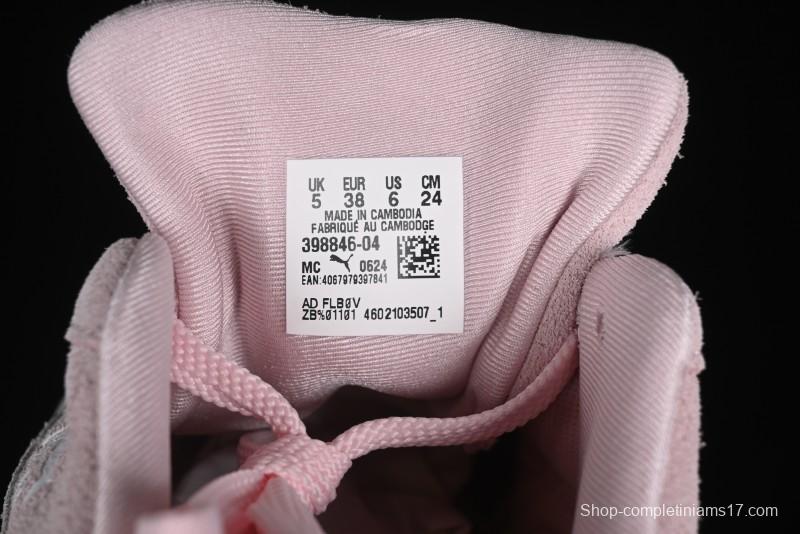 UK EUR US CM
5 38 6 24
MADE IN CAMBODIA
FABRIQUÉ AU CAMBODGE
398846-04
MC 0624
EAN:4067979397841
AD FLB0V
ZB%01101 4602103507_1
Shop-completiniams17.com